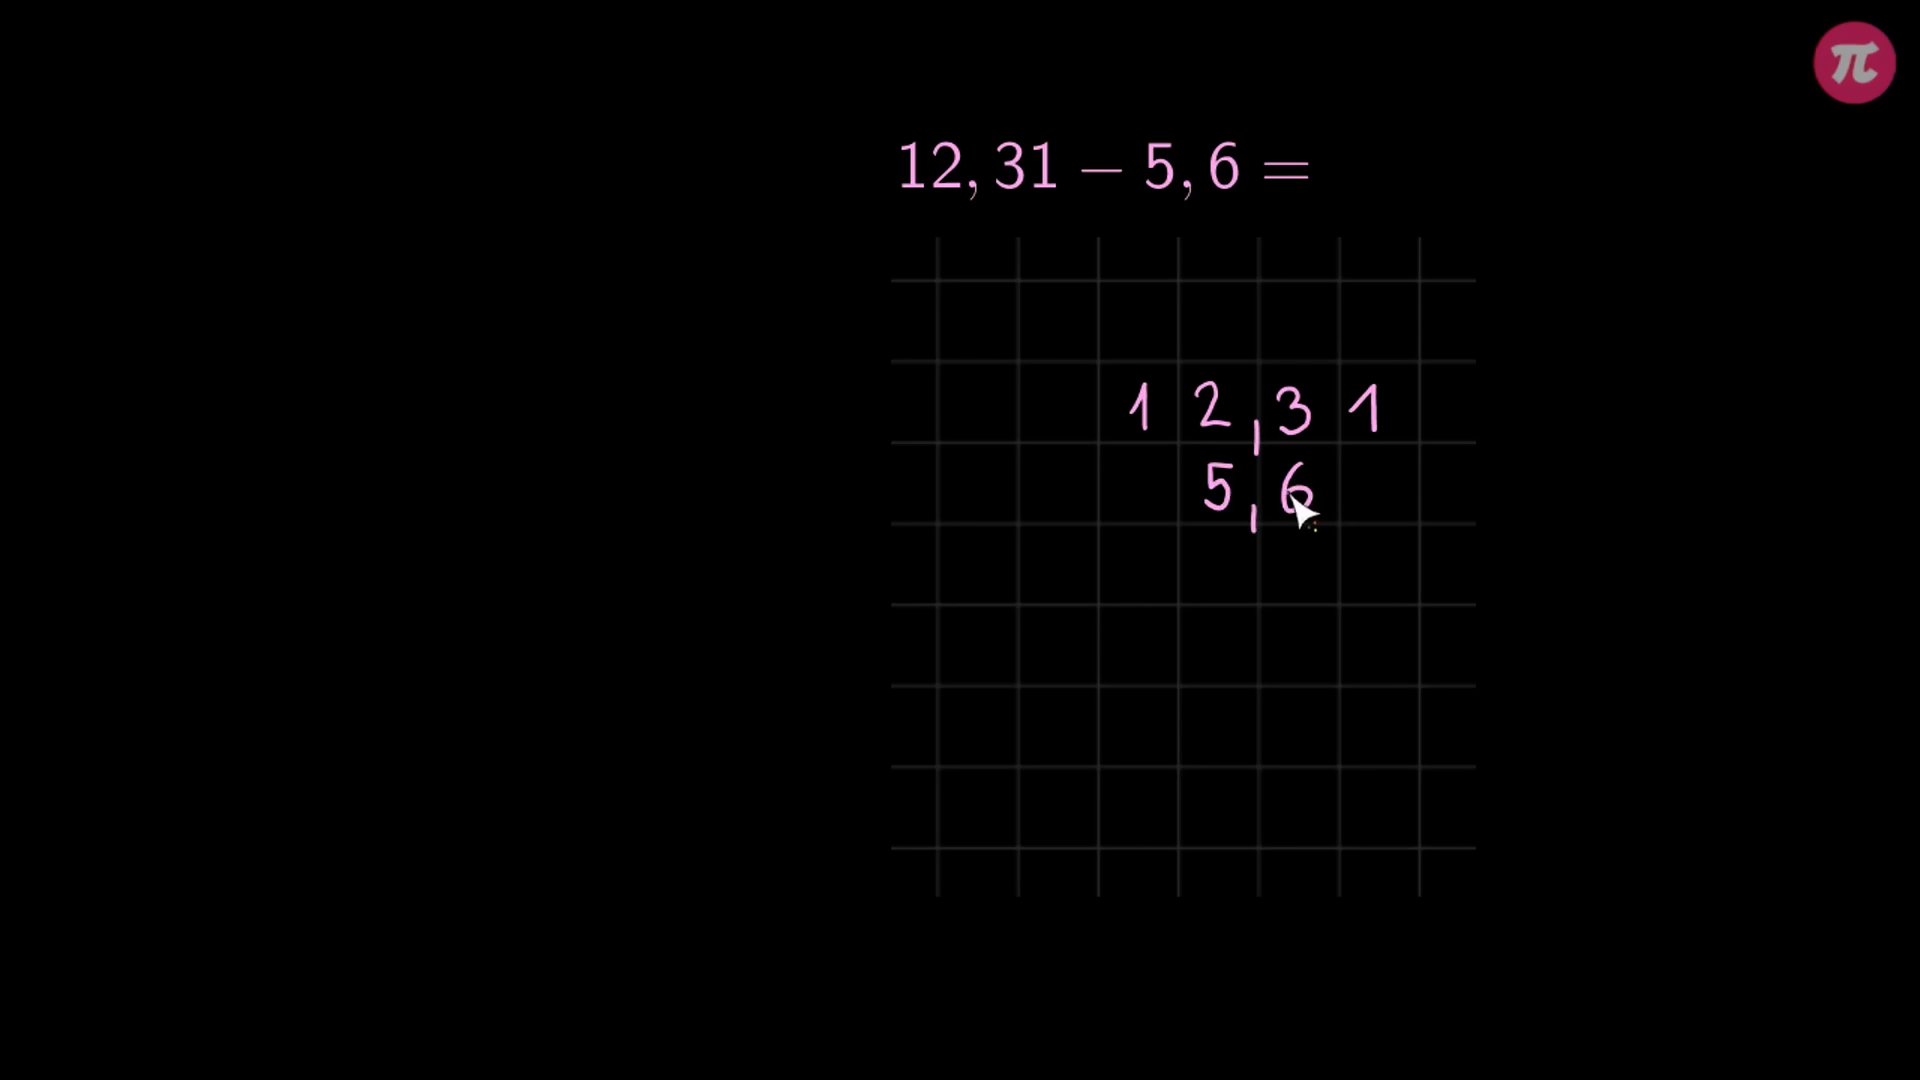 12,31 − 5,6 =
1 2,3 1
5,6